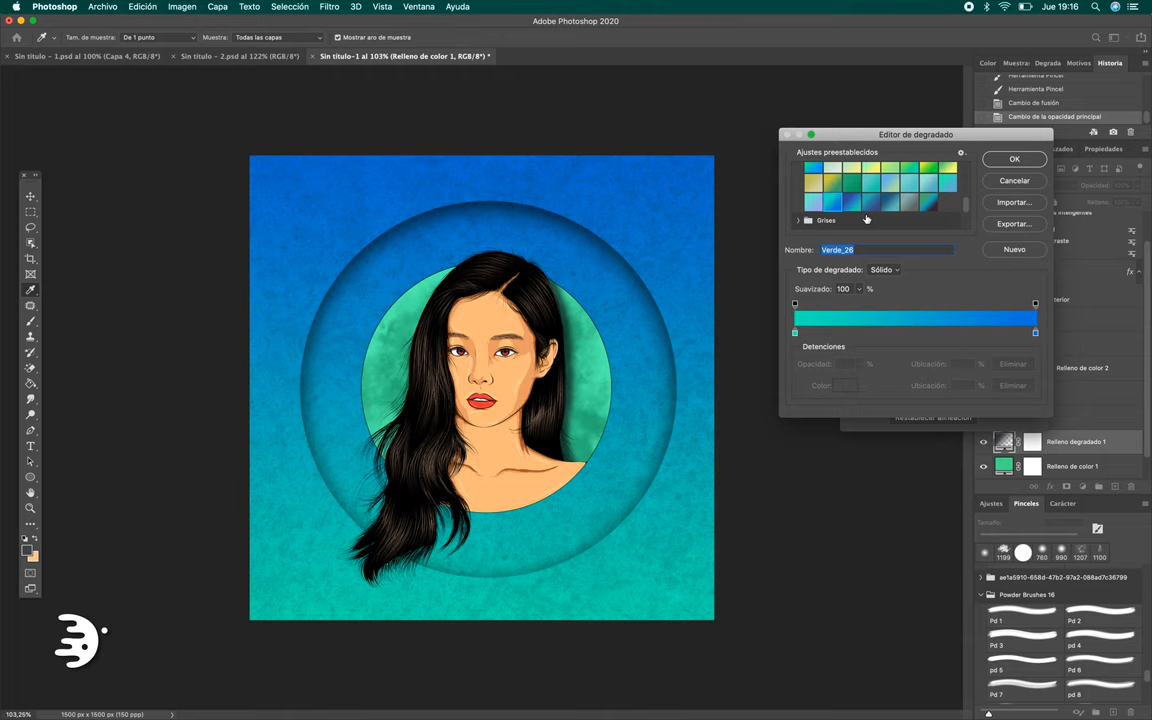 Photoshop Archivo Edición Imagen Capa Texto Selección Filtro 3D Vista Ventana Ayuda Jue 19:16
Adobe Photoshop 2020
Tam. de muestra: De 1 punto Muestra: Todas las capas Mostrar aro de muestra
Sin título - 1.psd al 100% (Capa 4, RGB/8*) Sin título - 2.psd al 122% (RGB/8*) Sin título-1 al 103% (Relleno de color 1, RGB/8*) *
Color Muestra: Degrada Motivos Historia
Herramienta Pincel
Herramienta Pincel
Cambio de fusión
Cambio de la opacidad principal
Editor de degradado
Ajustes preestablecidos
OK
Cancelar
Importar...
Exportar...
Nuevo
Grises
Nombre: Verde_26
Tipo de degradado: Sólido
Suavizado: 100 %
Detenciones
Opacidad: % Ubicación: % Eliminar
Color: Ubicación: % Eliminar
Restablecer alineación
Propiedades
Opacidad:
Relleno:
fx
Relleno de color 2
Relleno degradado 1
Relleno de color 1
fx
Ajustes Pinceles Carácter
Tamaño:
1199 760 990 1207 1100
ae1a5910-658d-47b2-97a2-088ad7c36799
Powder Brushes 16
Pd 1 Pd 2
Pd 3 pd 4
pd 5 Pd 6
Pd 7 pd 8
103,25% 1500 px x 1500 px (150 ppp)